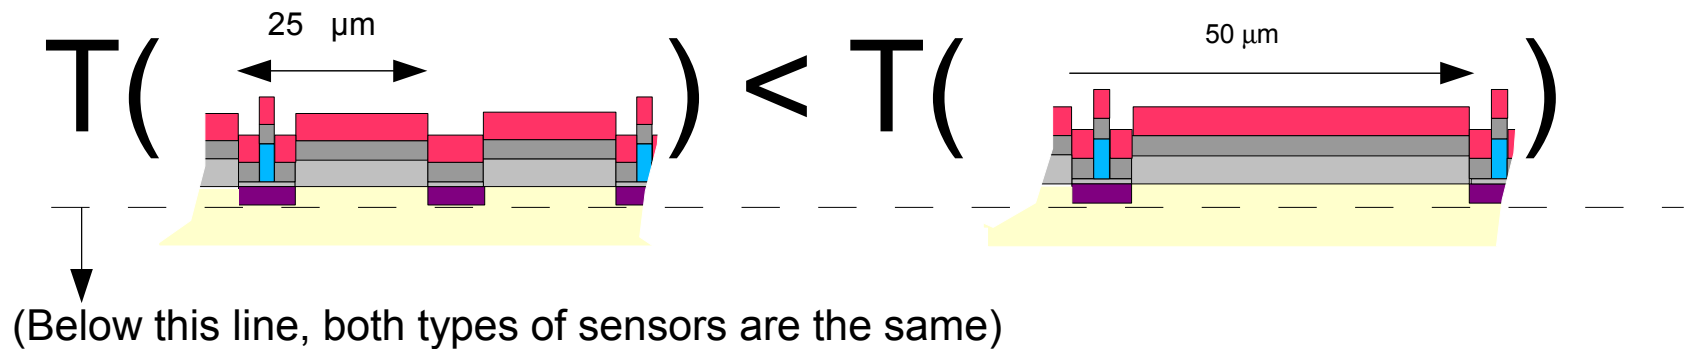 25 μm
50 μm
T( ) < T( )
(Below this line, both types of sensors are the same)